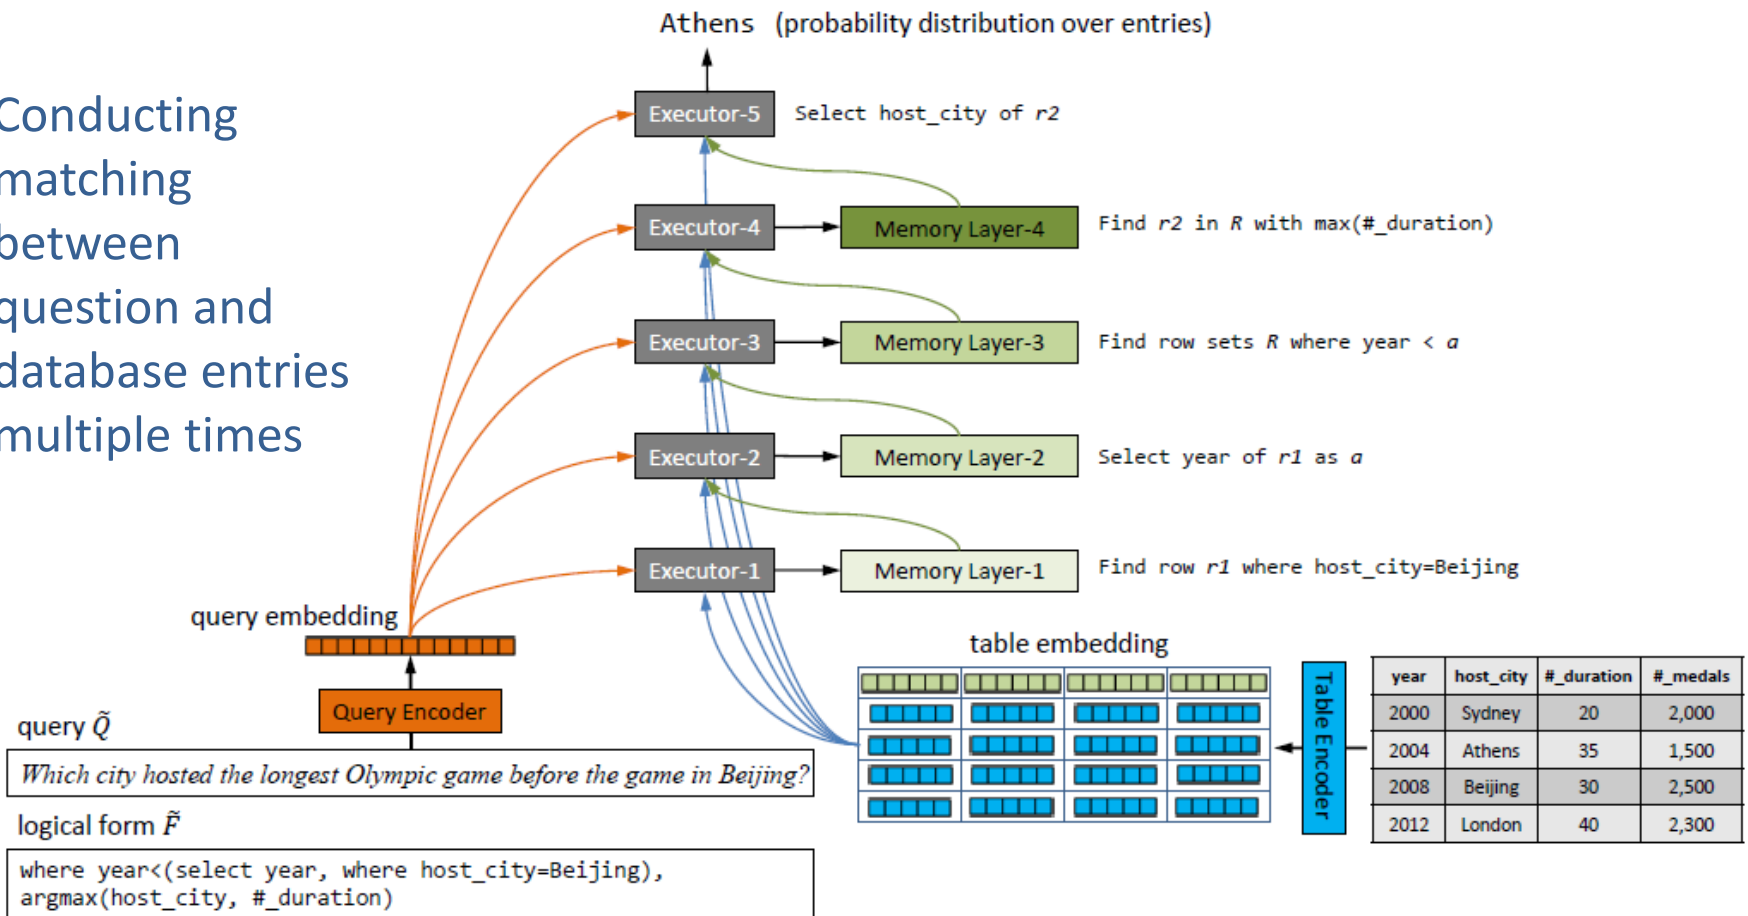 Athens (probability distribution over entries)
Conducting
matching
between
question and
database entries
multiple times
Executor-5
Select host_city of r2
Executor-4
Memory Layer-4
Find r2 in R with max(#_duration)
Executor-3
Memory Layer-3
Find row sets R where year < a
Executor-2
Memory Layer-2
Select year of r1 as a
Executor-1
Memory Layer-1
Find row r1 where host_city=Beijing
query embedding
Query Encoder
query Q̃
Which city hosted the longest Olympic game before the game in Beijing?
logical form F̃
where year<(select year, where host_city=Beijing),
argmax(host_city, #_duration)
table embedding
Table Encoder
year host_city #_duration #_medals
2000 Sydney 20 2,000
2004 Athens 35 1,500
2008 Beijing 30 2,500
2012 London 40 2,300